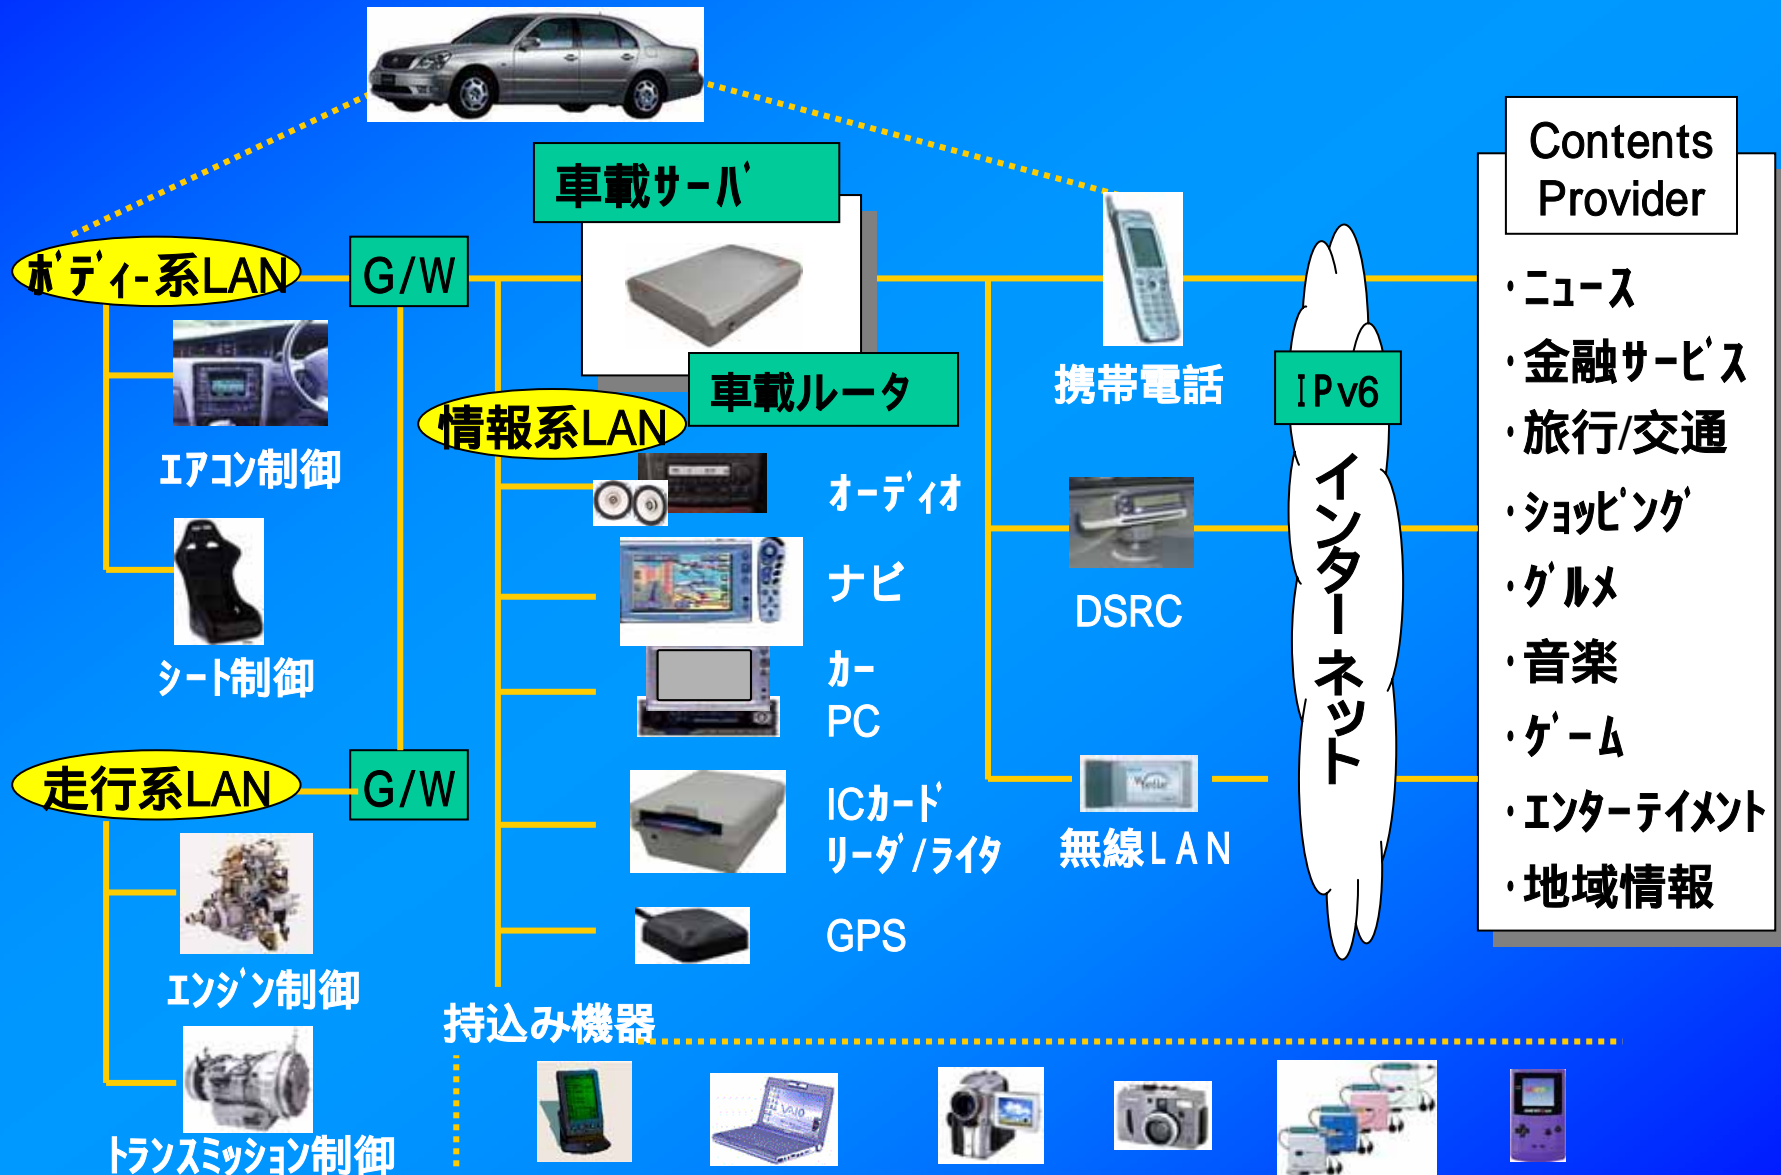 Contents
Provider
車載サーバ
ボディー系LAN
G/W
・ニュース
・金融サービス
車載ルータ
携帯電話
IPv6
情報系LAN
・旅行/交通
エアコン制御
オーディオ
インターネット
・ショッピング
ナビ
DSRC
・グルメ
シート制御
カー
PC
・音楽
・ゲーム
走行系LAN
G/W
ICカード
リーダ/ライタ
無線LAN
・エンターテイメント
・地域情報
GPS
エンジン制御
持込み機器
VAIO
トランスミッション制御